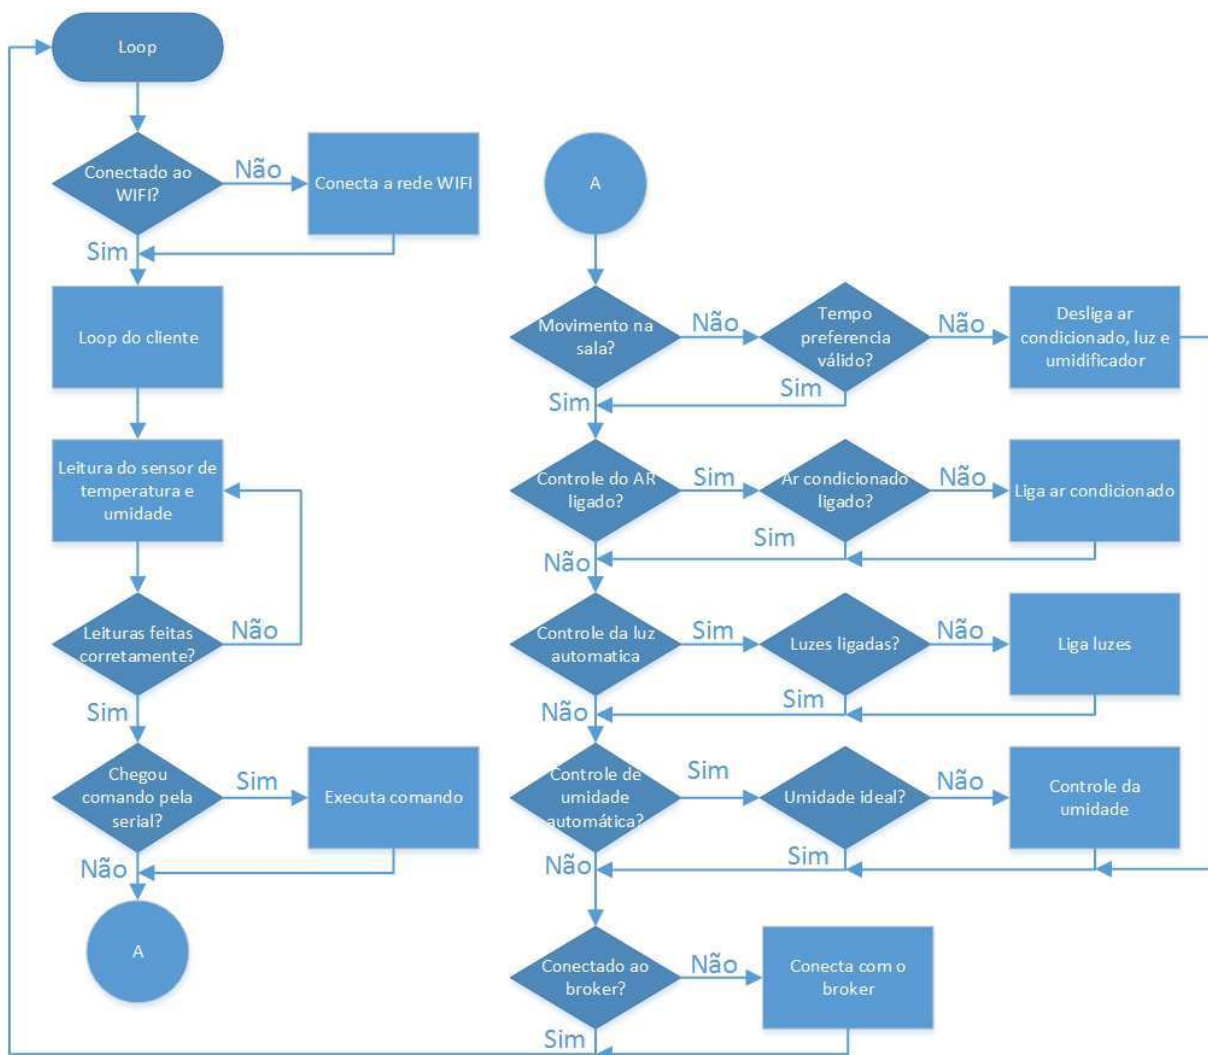 Loop
Conectado ao
WIFI?
Não
Conecta a rede WIFI
Sim
Loop do cliente
Leitura do sensor de
temperatura e
umidade
Leituras feitas
corretamente?
Não
Sim
Chegou
comando pela
serial?
Sim
Executa comando
Não
A
A
Movimento na
sala?
Não
Tempo
preferencia
válido?
Não
Desliga ar
condicionado, luz e
umidificador
Sim
Sim
Controle do AR
ligado?
Sim
Ar condicionado
ligado?
Não
Liga ar condicionado
Sim
Não
Controle da luz
automatica
Sim
Luzes ligadas?
Não
Liga luzes
Sim
Não
Controle de
umidade
automática?
Sim
Umidade ideal?
Não
Controle da
umidade
Sim
Não
Conectado ao
broker?
Não
Conecta com o
broker
Sim